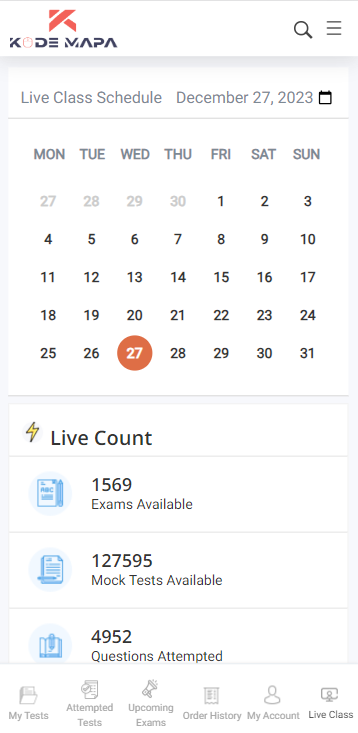 KODE MAPA
Live Class Schedule December 27, 2023
MON TUE WED THU FRI SAT SUN
27 28 29 30 1 2 3
4 5 6 7 8 9 10
11 12 13 14 15 16 17
18 19 20 21 22 23 24
25 26 27 28 29 30 31
Live Count
ABC
1569
Exams Available
127595
Mock Tests Available
4952
Questions Attempted
My Tests
Attempted
Tests
Upcoming
Exams
Order History
My Account
Live Class